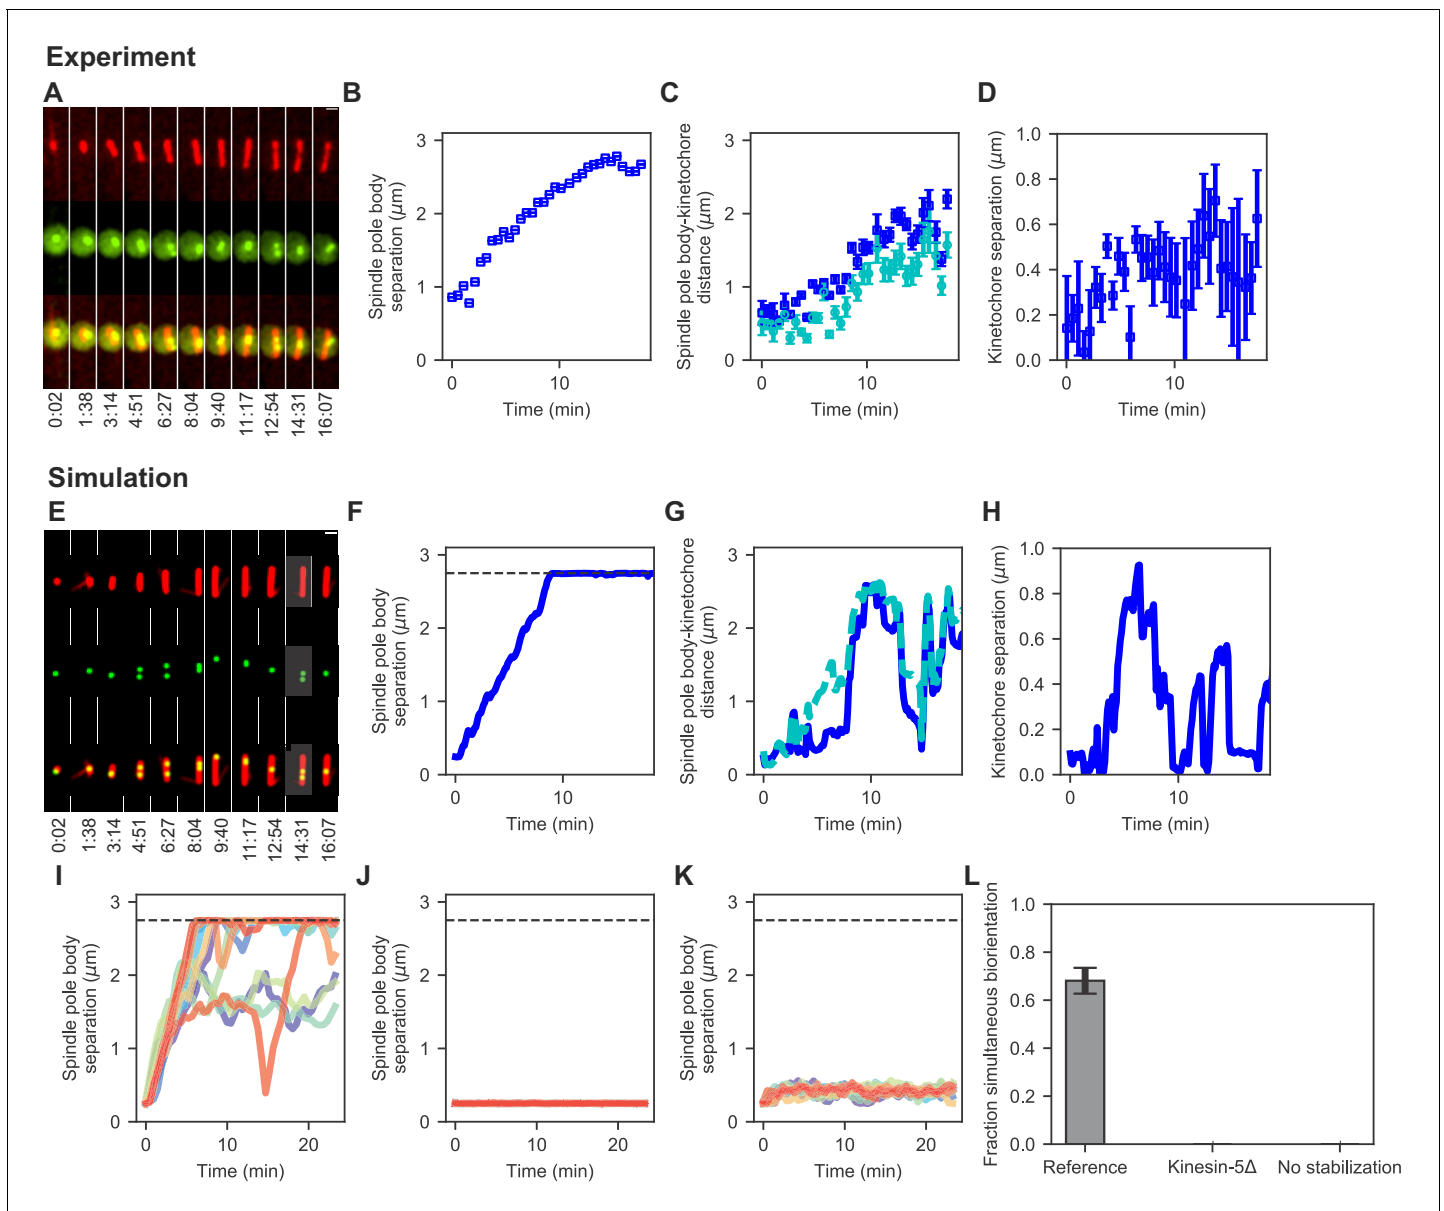 Experiment
A
B
C
D
0:02
1:38
3:14
4:51
6:27
8:04
9:40
11:17
12:54
14:31
16:07
Spindle pole body
separation (μm)
3
2
1
0
0
10
Time (min)
Spindle pole body-kinetochore
distance (μm)
3
2
1
0
0
10
Time (min)
Kinetochore separation (μm)
1.0
0.8
0.6
0.4
0.2
0.0
0
10
Time (min)
Simulation
E
F
G
H
0:02
1:38
3:14
4:51
6:27
8:04
9:40
11:17
12:54
14:31
16:07
Spindle pole body
separation (μm)
3
2
1
0
0
10
Time (min)
Spindle pole body-kinetochore
distance (μm)
3
2
1
0
0
10
Time (min)
Kinetochore separation (μm)
1.0
0.8
0.6
0.4
0.2
0.0
0
10
Time (min)
I
J
K
L
Spindle pole body
separation (μm)
3
2
1
0
0
10
20
Time (min)
Spindle pole body
separation (μm)
3
2
1
0
0
10
20
Time (min)
Spindle pole body
separation (μm)
3
2
1
0
0
10
20
Time (min)
Fraction simultaneous biorientation
1.0
0.8
0.6
0.4
0.2
0.0
Reference
Kinesin-5Δ
No stabilization